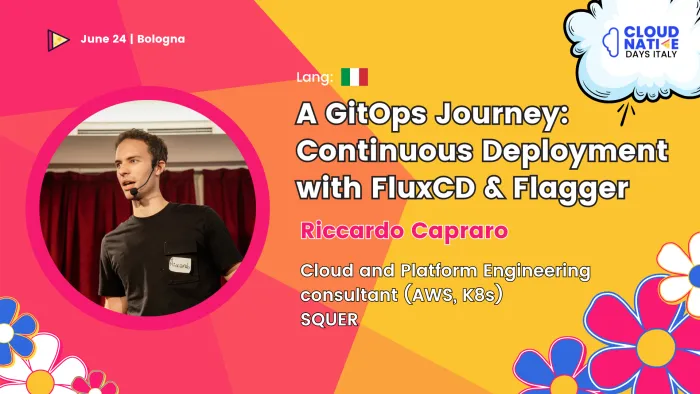 June 24 | Bologna
CLOUD
NATIVE
DAYS ITALY
Lang:
A GitOps Journey:
Continuous Deployment
with FluxCD & Flagger
Riccardo Capraro
Cloud and Platform Engineering
consultant (AWS, K8s)
SQUER